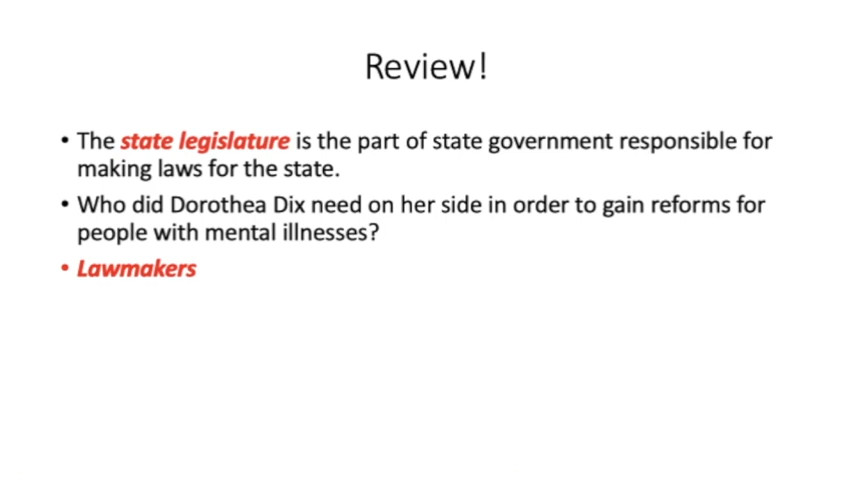 Review!
• The state legislature is the part of state government responsible for
making laws for the state.
• Who did Dorothea Dix need on her side in order to gain reforms for
people with mental illnesses?
• Lawmakers